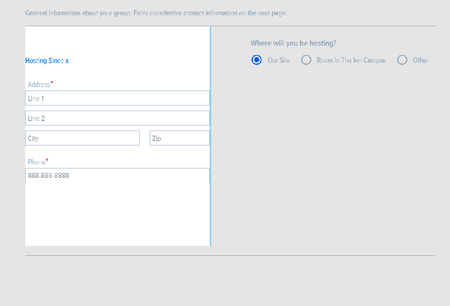 General information about your group. Enter coordinator contact information on the next page.
Hosting Since x
Where will you be hosting?
Our Site
Room In The Inn Campus
Other
Address*
Line 1
Line 2
City
Zip
Phone*
888-888-8888